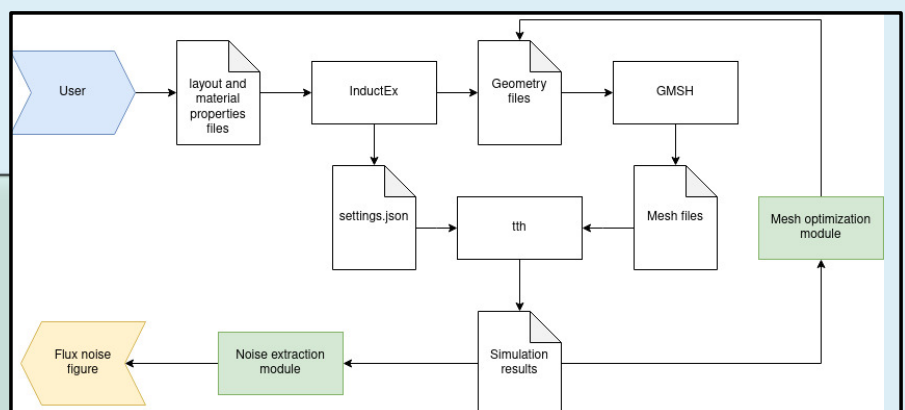 User
layout and
material
properties
files
InductEx
Geometry
files
GMSH
settings.json
tth
Mesh files
Mesh optimization
module
Flux noise
figure
Noise extraction
module
Simulation
results